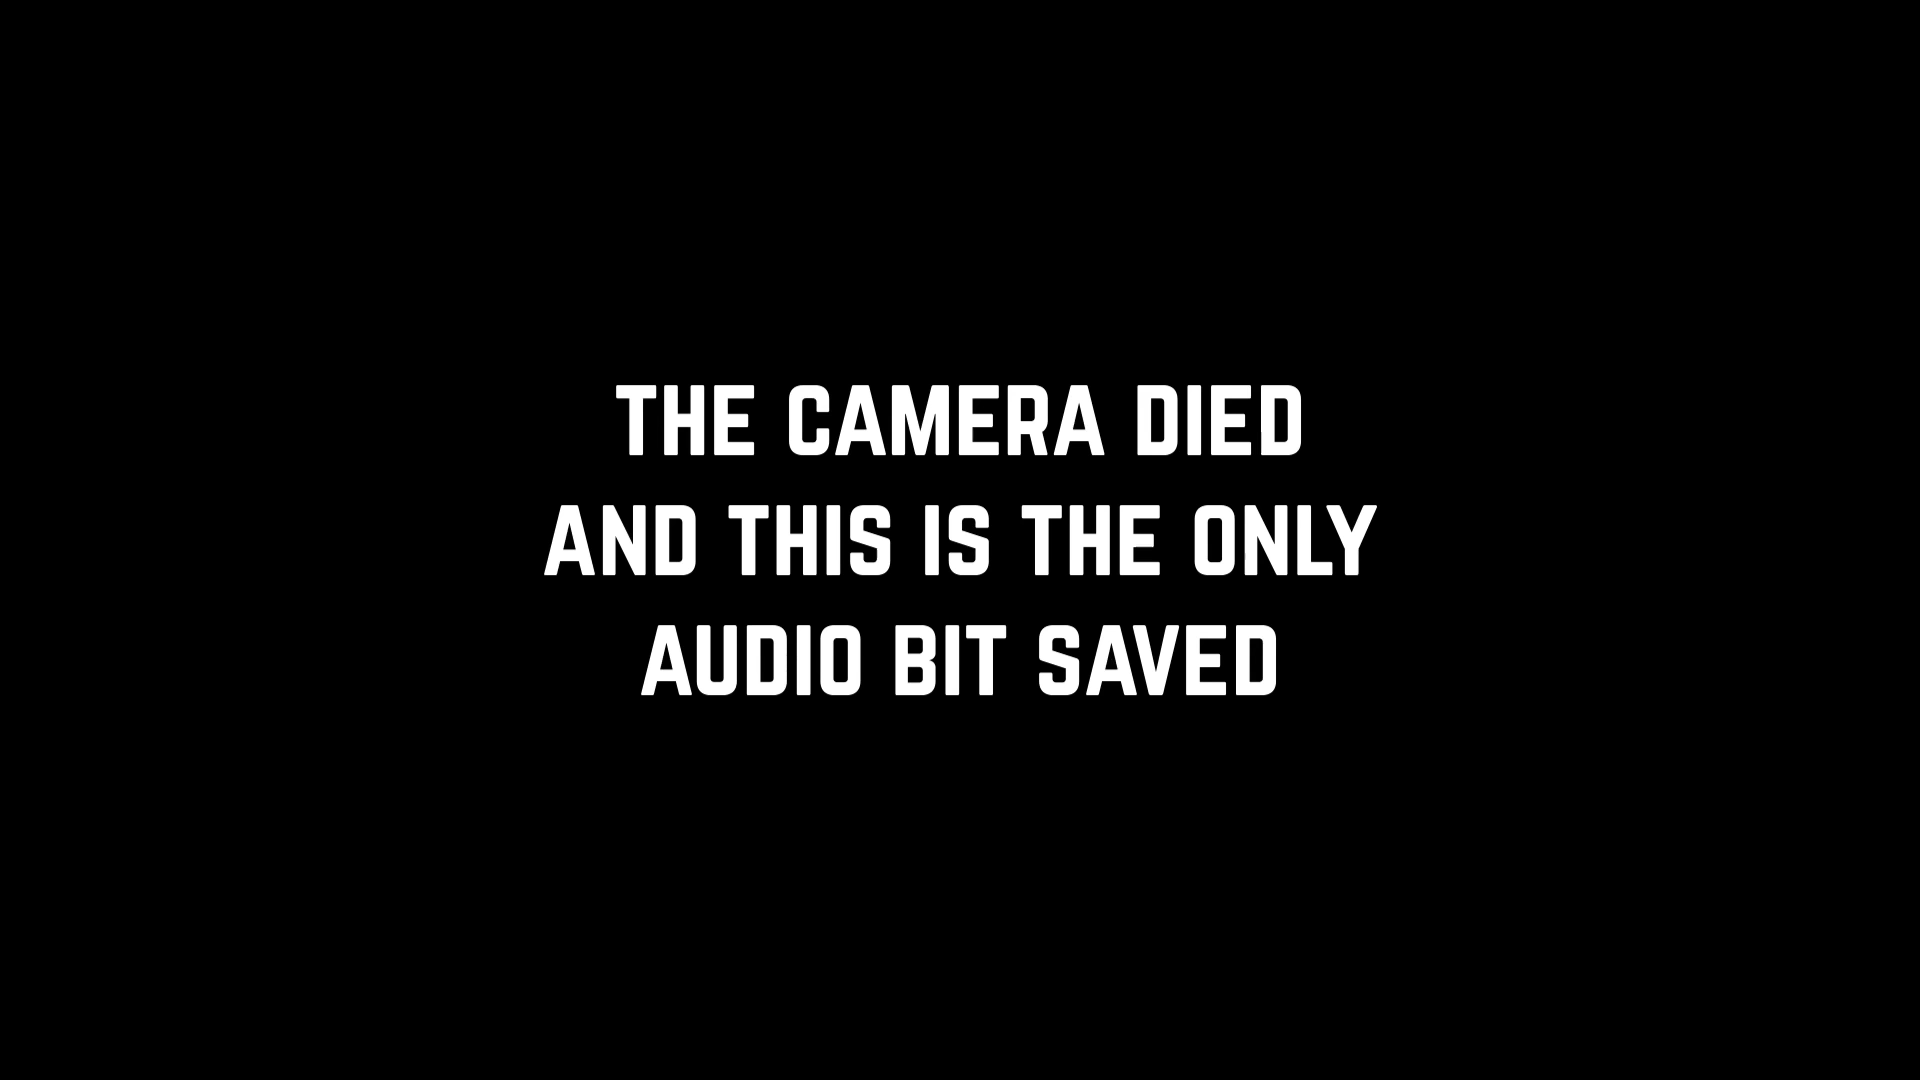 THE CAMERA DIED
AND THIS IS THE ONLY
AUDIO BIT SAVED